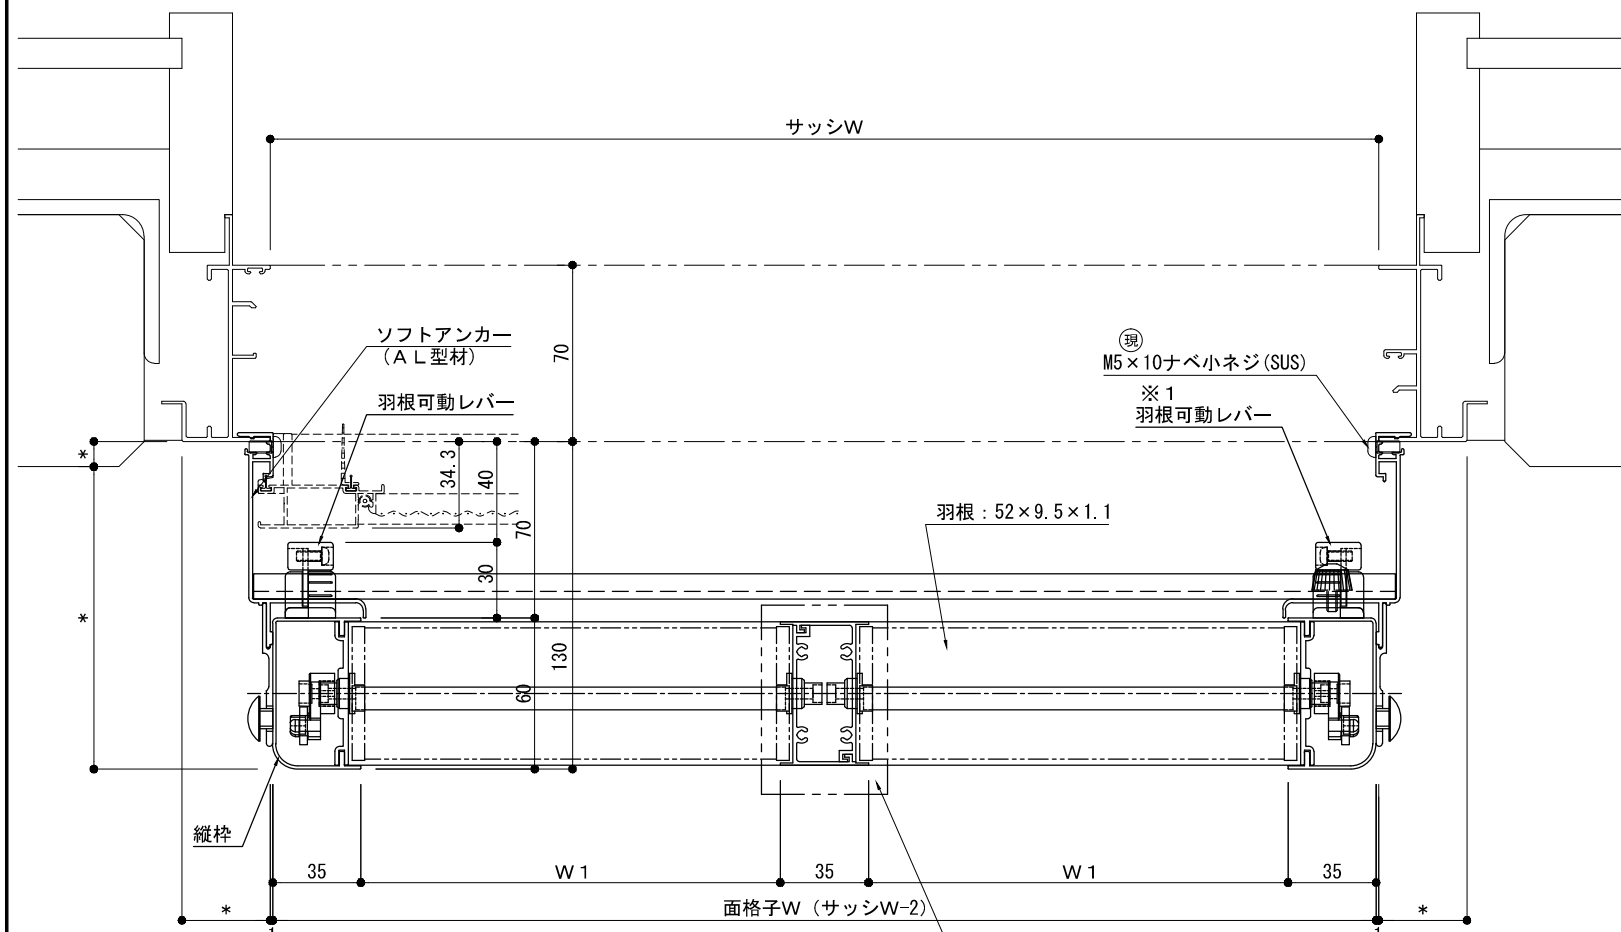 サッシW
70
ソフトアンカー
(AL型材)
羽根可動レバー
現
M5×10ナベ小ネジ(SUS)
※1
羽根可動レバー
*
34.3
40
70
30
羽根:52×9.5×1.1
*
130
60
縦枠
35
W1
35
W1
35
*
面格子W (サッシW-2)
*
1
1